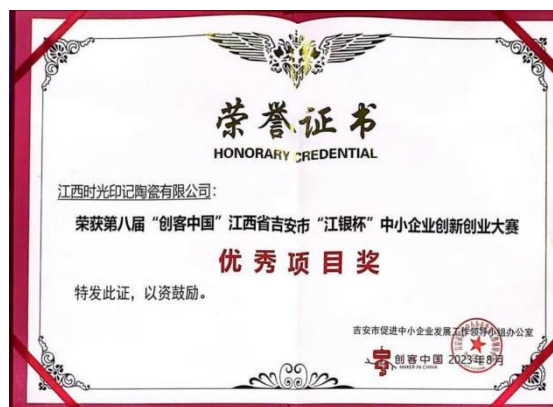 荣誉证书
HONORARY CREDENTIAL
江西时光印记陶瓷有限公司：
荣获第八届“创客中国”江西省吉安市“江银杯”中小企业创新创业大赛
优秀项目奖
特发此证，以资鼓励。
吉安市促进中小企业发展工作领导小组办公室
创客中国 2023年8月
MAKER IN CHINA